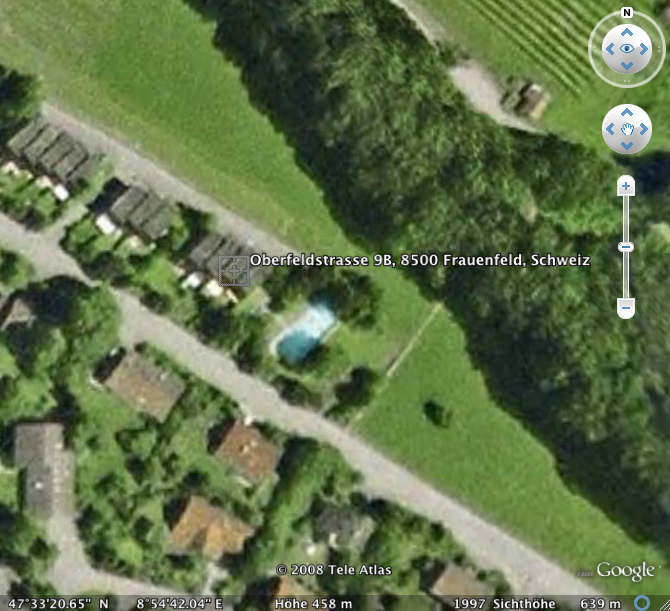 N
Oberfeldstrasse 9B, 8500 Frauenfeld, Schweiz
© 2008 Tele Atlas
Google
47°33'20.65" N 8°54'42.04" E Höhe 458 m 1997 Sichthöhe 639 m